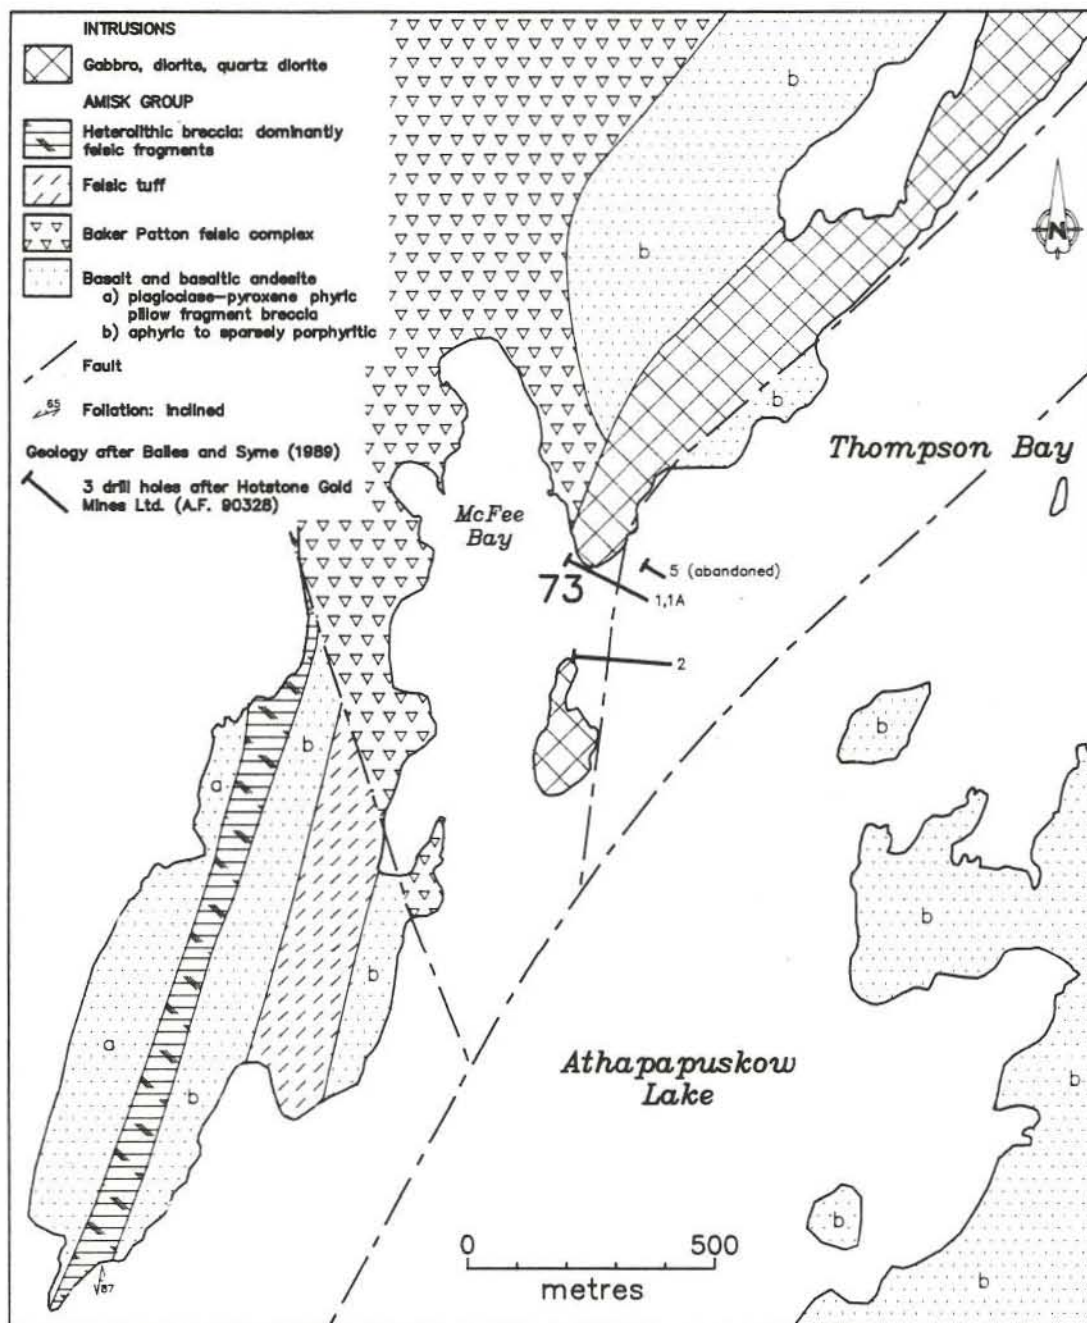 INTRUSIONS
Gabbro, diorite, quartz diorite
AMISK GROUP
Heterolithic breccia: dominantly
felsic fragments
Felsic tuff
Baker Patton felsic complex
Basalt and basaltic andesite
a) plagioclase-pyroxene phyric
pillow fragment breccia
b) aphyric to sparsely porphyritic
Fault
65
Foliation: Inclined
Geology after Bailes and Syme (1989)
3 drill holes after Hotstone Gold
Mines Ltd. (A.F. 90328)
b
b
N
b
Thompson Bay
McFee
Bay
73
5 (abandoned)
1,1A
2
b
b
a
b
b
a
b
Athapapuskow
Lake
b
b
b
0 500
metres
87